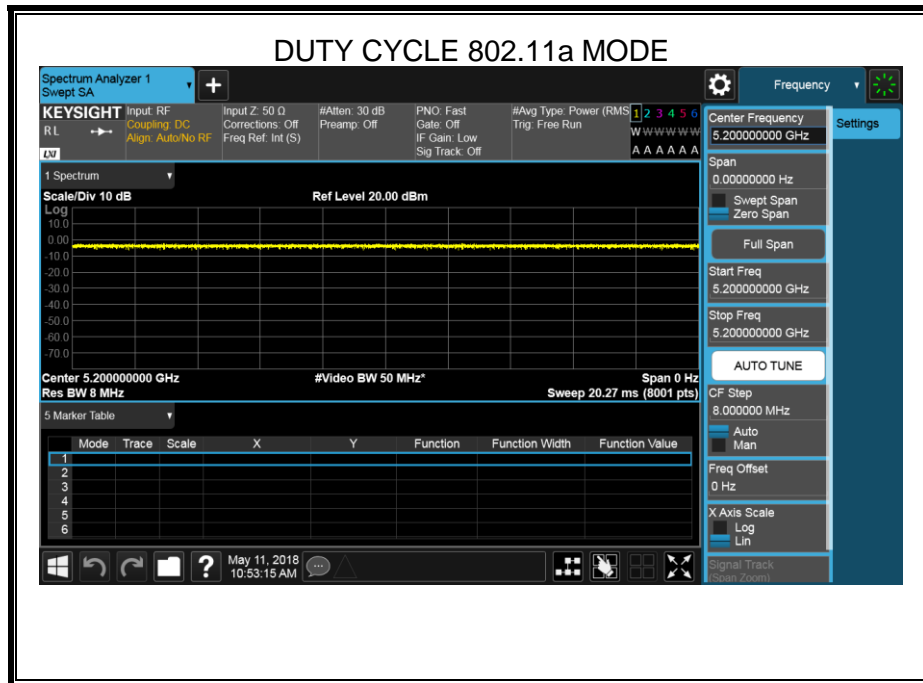 DUTY CYCLE 802.11a MODE
Spectrum Analyzer 1
Swept SA
+
Frequency
KEYSIGHT
RL
LXI
Input: RF
Coupling: DC
Align: Auto/No RF
Input Z: 50 Ω
Corrections: Off
Freq Ref: Int (S)
#Atten: 30 dB
Preamp: Off
PNO: Fast
Gate: Off
IF Gain: Low
Sig Track: Off
#Avg Type: Power (RMS
Trig: Free Run
1 2 3 4 5 6
W W W W W W
A A A A A A
Center Frequency
5.200000000 GHz
Settings
Span
0.00000000 Hz
Swept Span
Zero Span
Full Span
Start Freq
5.200000000 GHz
Stop Freq
5.200000000 GHz
AUTO TUNE
CF Step
8.000000 MHz
Auto
Man
Freq Offset
0 Hz
X Axis Scale
Log
Lin
Signal Track
(Span Zoom)
1 Spectrum
Scale/Div 10 dB
Ref Level 20.00 dBm
Log
10.0
0.00
-10.0
-20.0
-30.0
-40.0
-50.0
-60.0
-70.0
Center 5.200000000 GHz
#Video BW 50 MHz*
Span 0 Hz
Res BW 8 MHz
Sweep 20.27 ms (8001 pts)
5 Marker Table
Mode Trace Scale X Y Function Function Width Function Value
1
2
3
4
5
6
?
May 11, 2018
10:53:15 AM